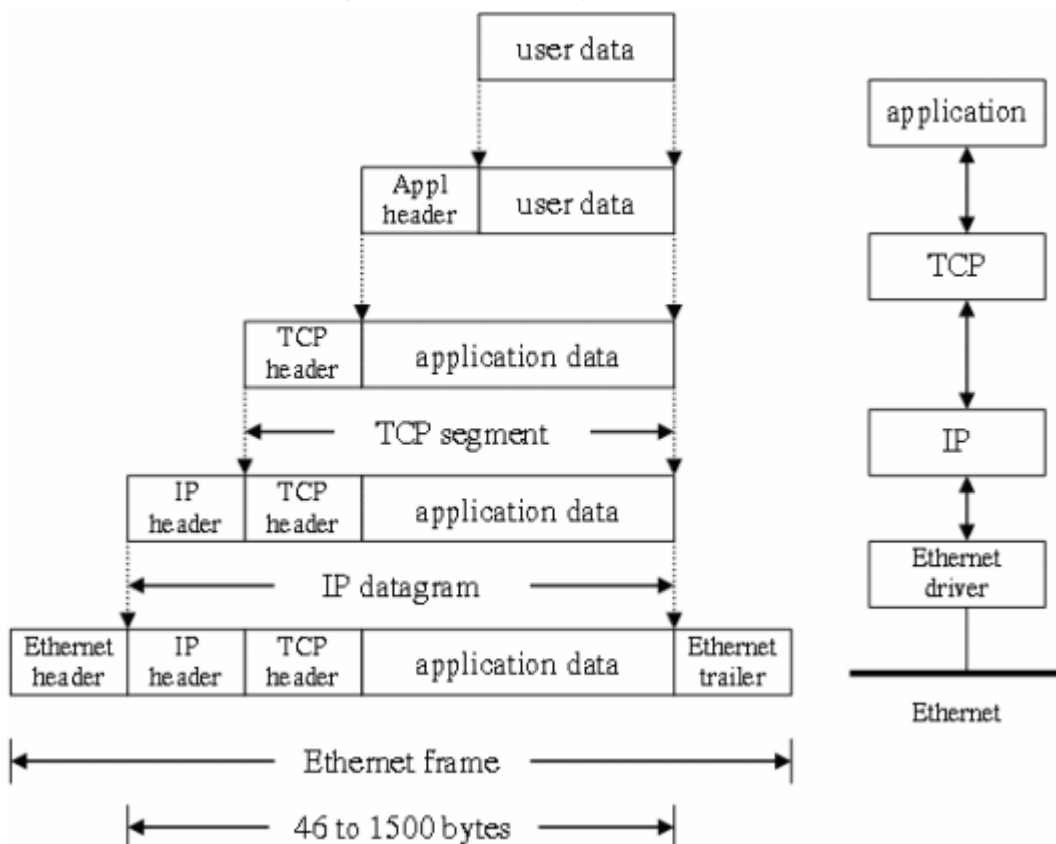 user data
application
Appl
header
user data
TCP
TCP
header
application data
TCP segment
IP
IP
header
TCP
header
application data
IP datagram
Ethernet
driver
Ethernet
header
IP
header
TCP
header
application data
Ethernet
trailer
Ethernet
Ethernet frame
46 to 1500 bytes